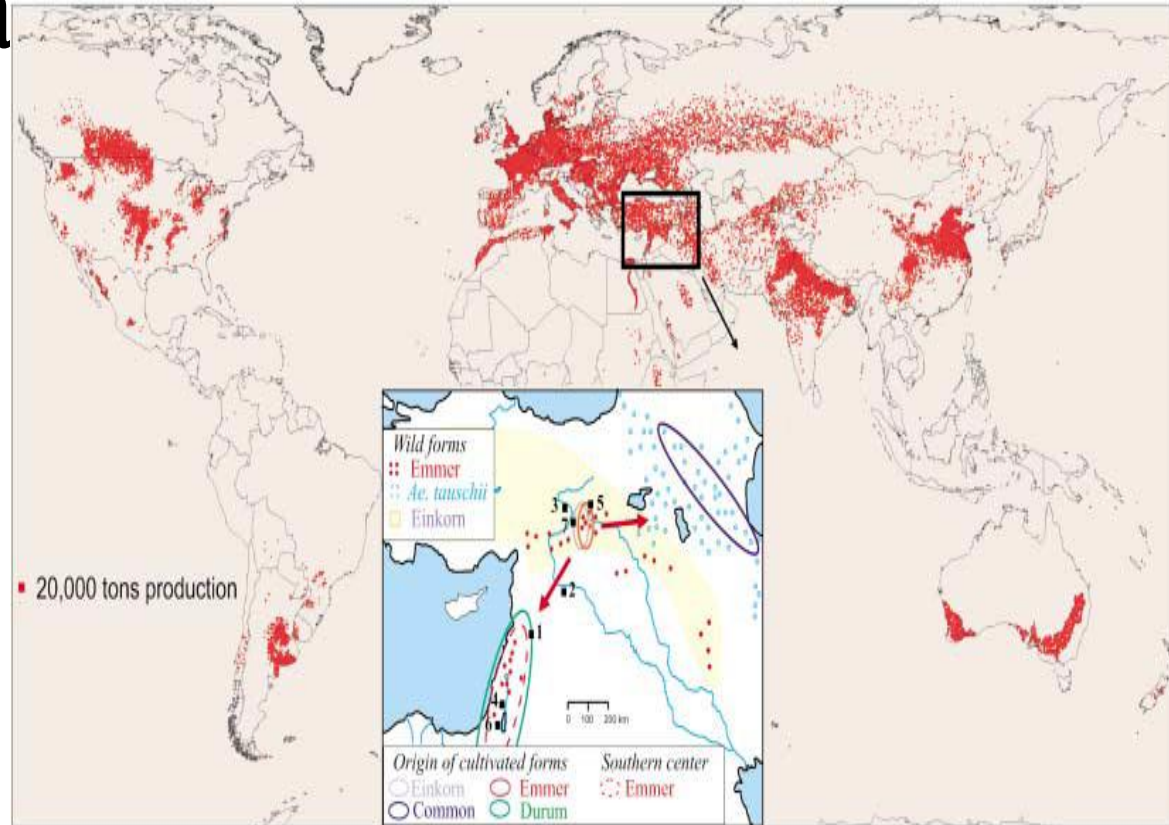 20,000 tons production
Wild forms
Emmer
Ae. tauschii
Einkorn
3
5
7
2
1
4
6
0 100 200 km
Origin of cultivated forms Southern center
Einkorn Emmer Emmer
Common Durum